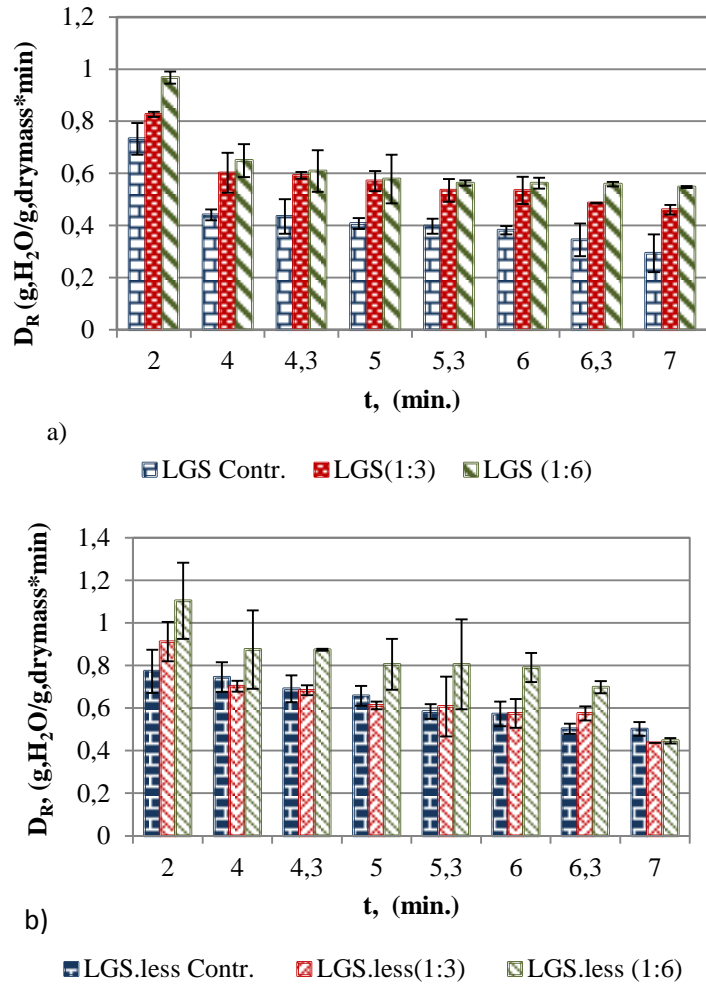 D_R (g,H₂O/g,drymass*min)
1,2
1
0,8
0,6
0,4
0,2
0
2 4 4,3 5 5,3 6 6,3 7
t, (min.)
a)
LGS Contr. LGS(1:3) LGS (1:6)
D_R, (g,H₂O/g,drymass*min)
1,4
1,2
1
0,8
0,6
0,4
0,2
0
2 4 4,3 5 5,3 6 6,3 7
t, (min.)
b)
LGS.less Contr. LGS.less(1:3) LGS.less (1:6)